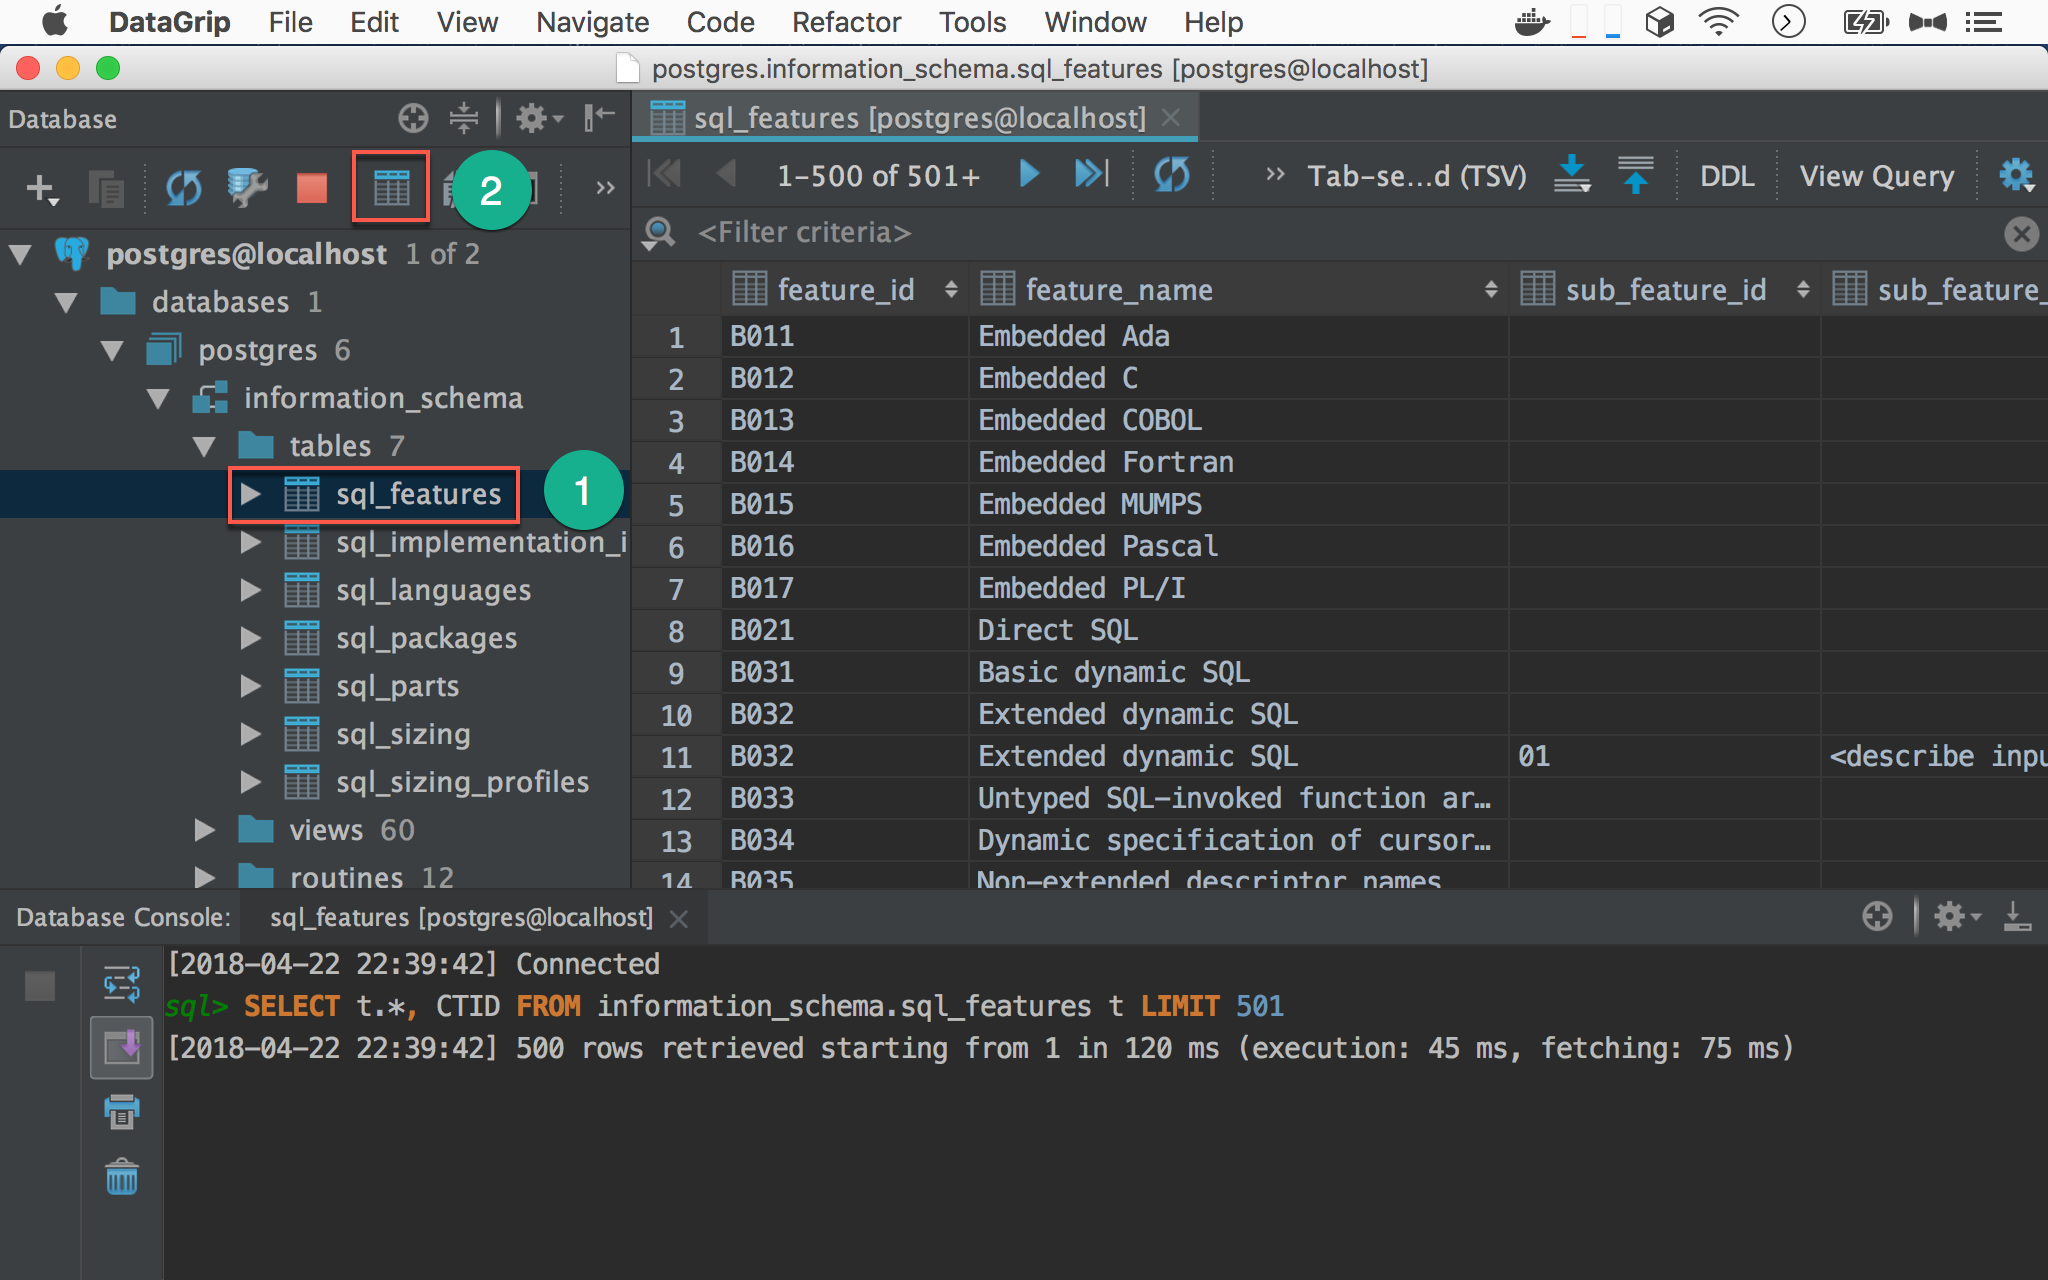 DataGrip File Edit View Navigate Code Refactor Tools Window Help
postgres.information_schema.sql_features [postgres@localhost]
Database
sql_features [postgres@localhost]
1-500 of 501+
Tab-se...d (TSV)
DDL
View Query
2
<Filter criteria>
postgres@localhost 1 of 2
databases 1
postgres 6
information_schema
tables 7
sql_features
1
sql_implementation_i
sql_languages
sql_packages
sql_parts
sql_sizing
sql_sizing_profiles
views 60
routines 12
feature_id feature_name sub_feature_id sub_feature_
1 B011 Embedded Ada
2 B012 Embedded C
3 B013 Embedded COBOL
4 B014 Embedded Fortran
5 B015 Embedded MUMPS
6 B016 Embedded Pascal
7 B017 Embedded PL/I
8 B021 Direct SQL
9 B031 Basic dynamic SQL
10 B032 Extended dynamic SQL
11 B032 Extended dynamic SQL 01 <describe inpu
12 B033 Untyped SQL-invoked function ar…
13 B034 Dynamic specification of cursor…
14 B035 Non-extended descriptor names
Database Console: sql_features [postgres@localhost]
[2018-04-22 22:39:42] Connected
sql> SELECT t.*, CTID FROM information_schema.sql_features t LIMIT 501
[2018-04-22 22:39:42] 500 rows retrieved starting from 1 in 120 ms (execution: 45 ms, fetching: 75 ms)